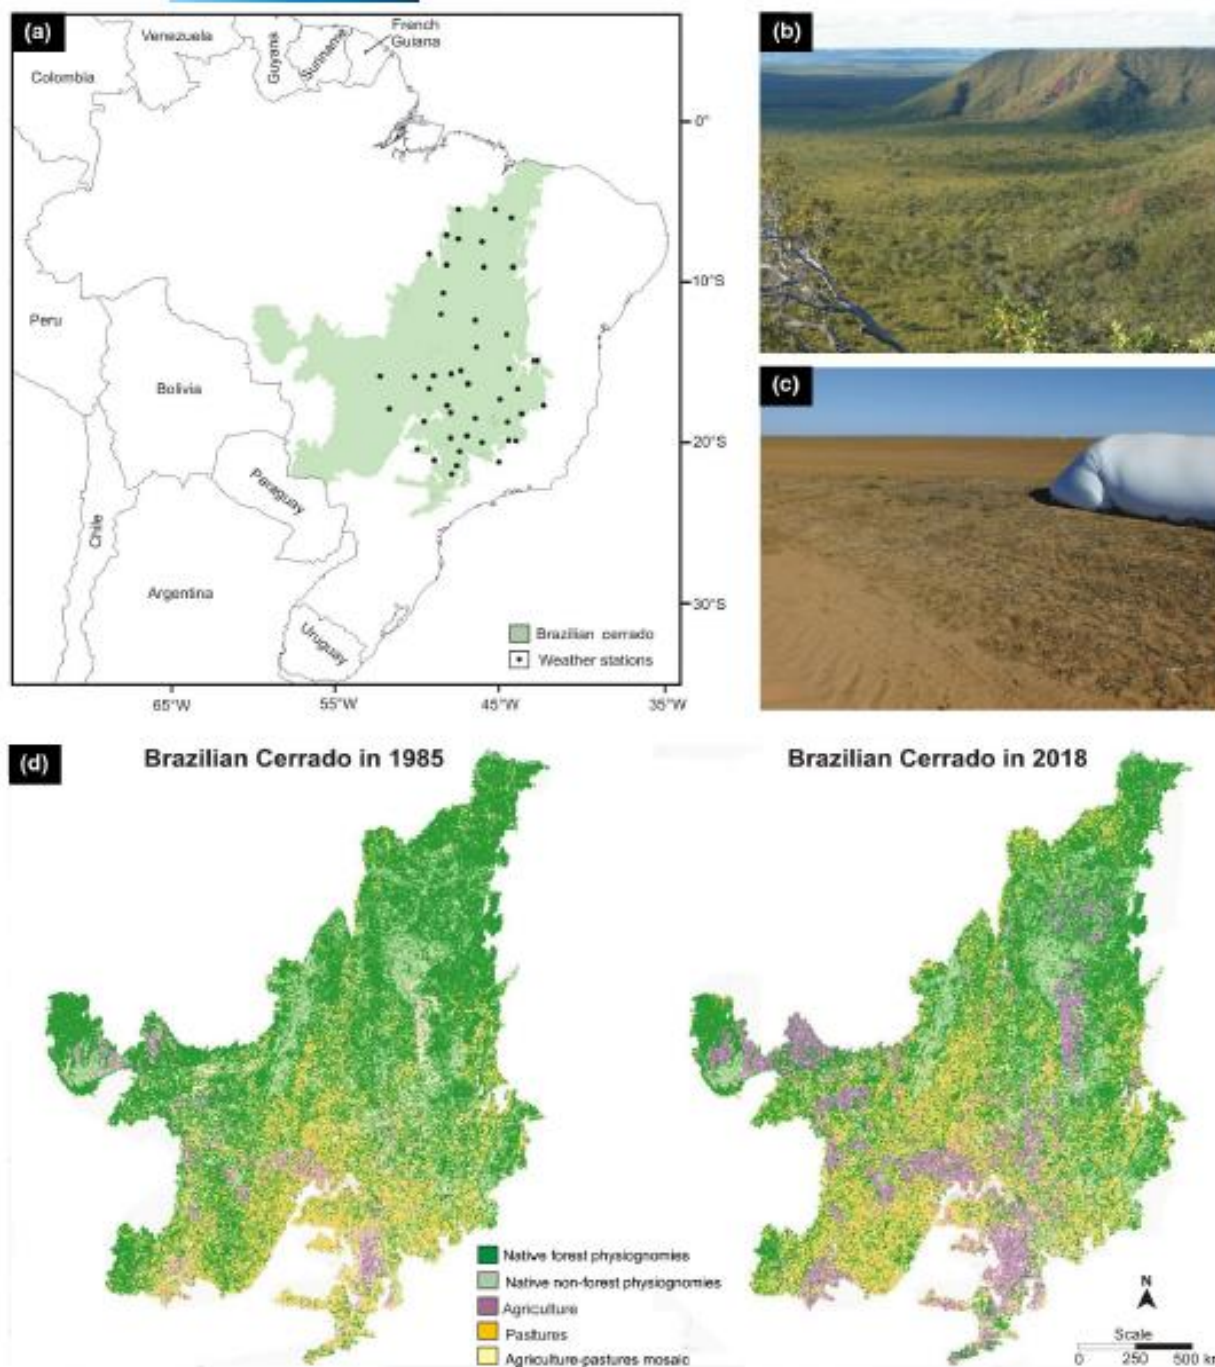 (a)
Venezuela
Guyana
Suriname
French
Guiana
Colombia
Peru
Bolivia
Paraguay
Chile
Argentina
Uruguay
0°
10°S
20°S
30°S
Brazilian cerrado
Weather stations
65°W
55°W
45°W
35°W
(b)
(c)
(d)
Brazilian Cerrado in 1985
Brazilian Cerrado in 2018
Native forest physiognomies
Native non-forest physiognomies
Agriculture
Pastures
Agriculture-pastures mosaic
N
Scale
0 250 500 km